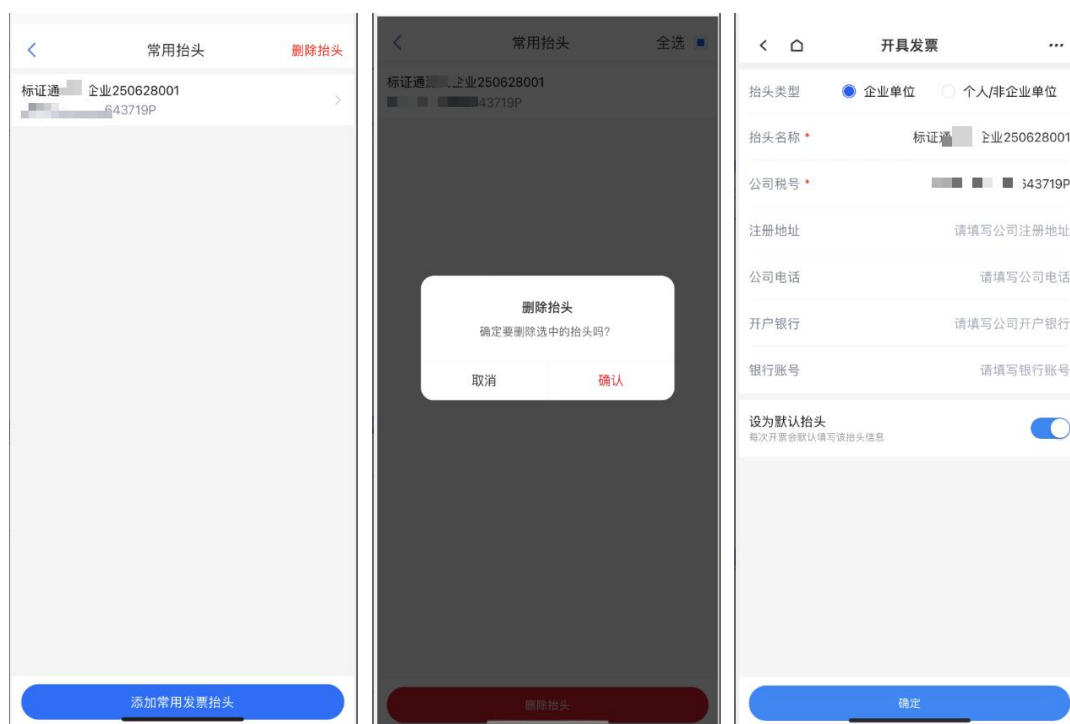 常用抬头
删除抬头
标证通 企业250628001
643719P
添加常用发票抬头
常用抬头
全选
标证通 企业250628001
43719P
删除抬头
确定要删除选中的抬头吗?
取消
确认
删除抬头
开具发票
抬头类型
企业单位
个人/非企业单位
抬头名称 *
标证通 企业250628001
公司税号 *
643719P
注册地址
请填写公司注册地址
公司电话
请填写公司电话
开户银行
请填写公司开户银行
银行账号
请填写银行账号
设为默认抬头
每次开票会默认填写该抬头信息
确定